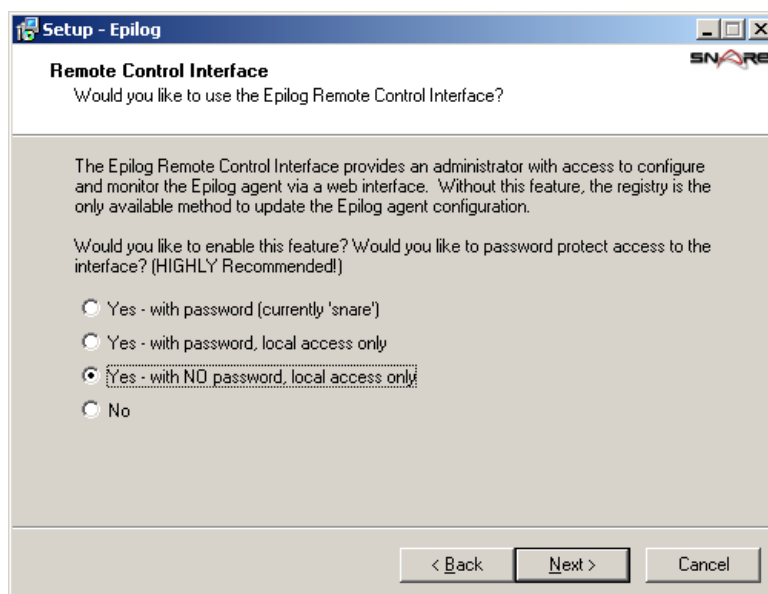 Setup - Epilog
SNARE
Remote Control Interface
Would you like to use the Epilog Remote Control Interface?
The Epilog Remote Control Interface provides an administrator with access to configure
and monitor the Epilog agent via a web interface.  Without this feature, the registry is the
only available method to update the Epilog agent configuration.
Would you like to enable this feature? Would you like to password protect access to the
interface? (HIGHLY Recommended!)
Yes - with password (currently 'snare')
Yes - with password, local access only
Yes - with NO password, local access only
No
< Back
Next >
Cancel